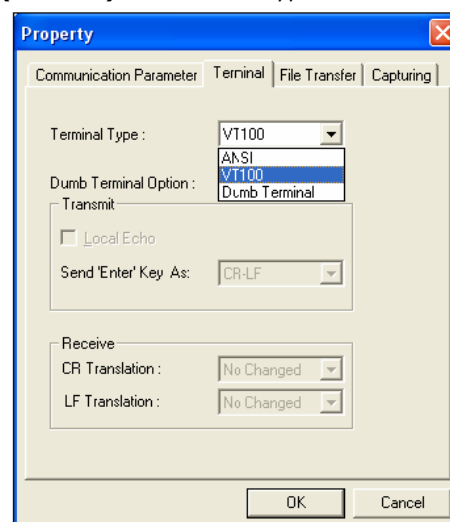 Property
Communication Parameter Terminal File Transfer Capturing
Terminal Type : VT100
ANSI
VT100
Dumb Terminal
Dumb Terminal Option :
Transmit
Local Echo
Send 'Enter' Key As: CR-LF
Receive
CR Translation : No Changed
LF Translation : No Changed
OK Cancel